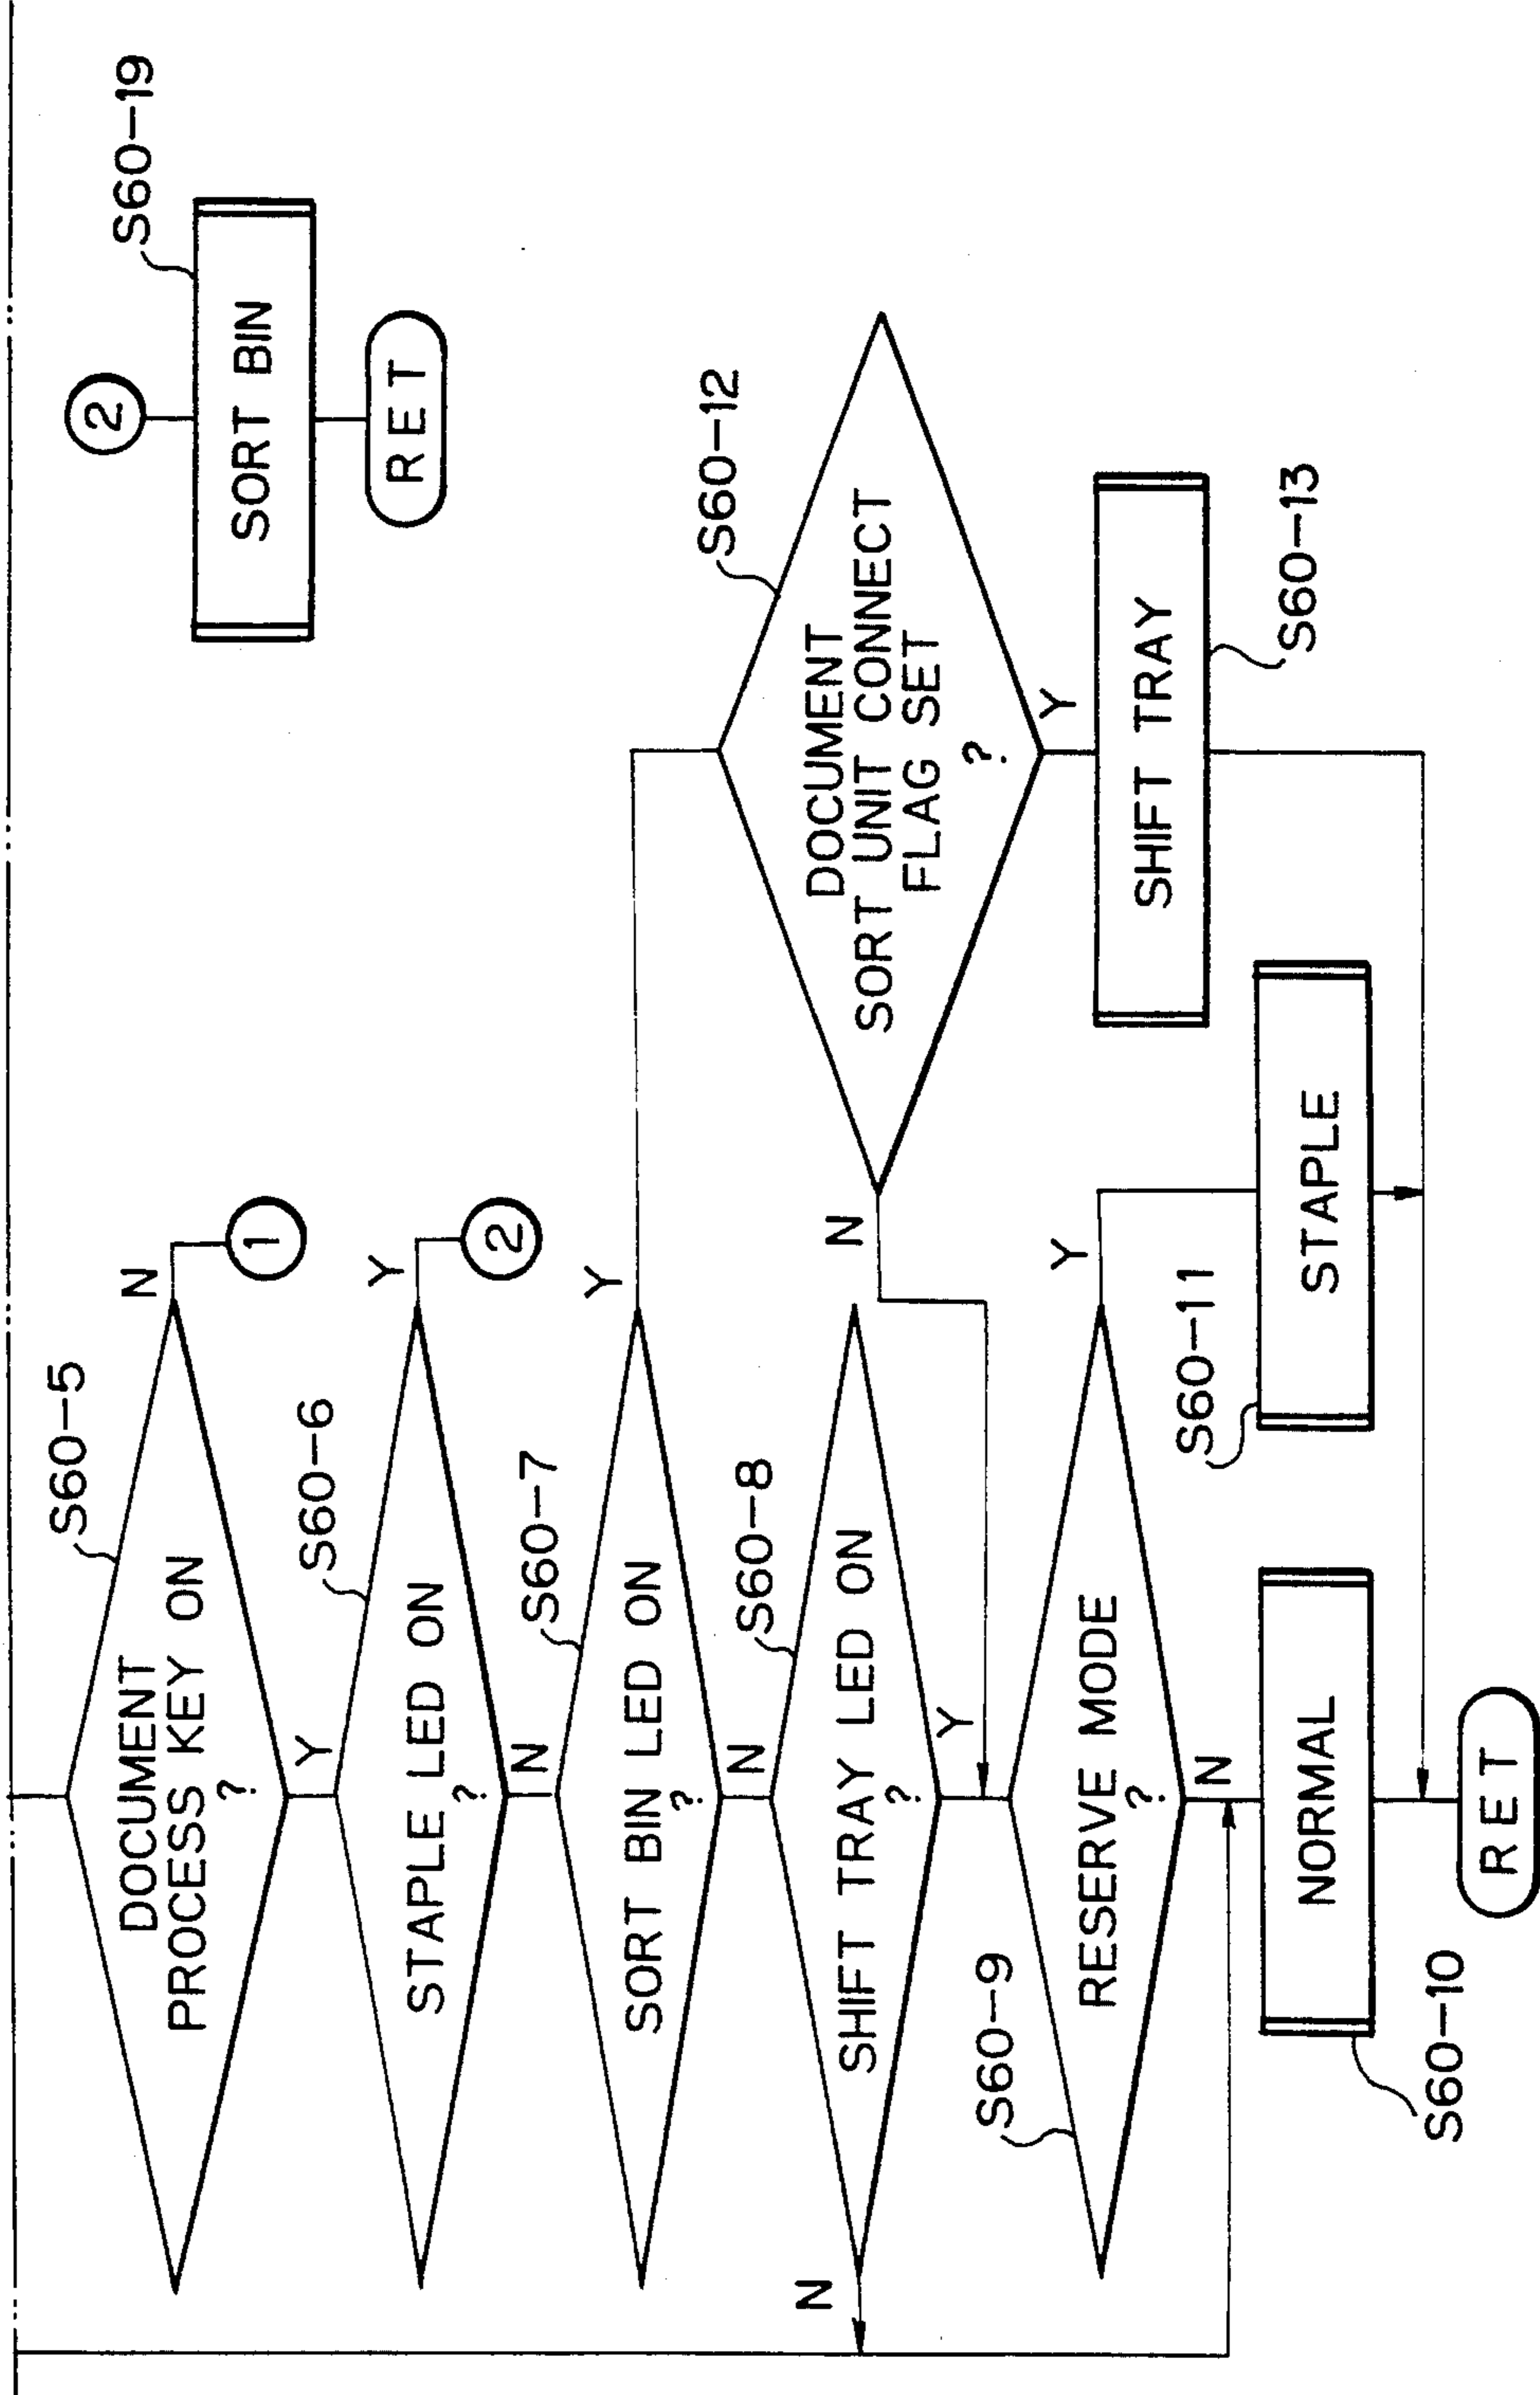 S60-5
DOCUMENT
PROCESS KEY ON
?
N
1
Y
S60-6
STAPLE LED ON
?
Y
2
N
S60-7
SORT BIN LED ON
?
Y
N
S60-8
SHIFT TRAY LED ON
?
N
Y
S60-9
RESERVE MODE
?
Y
N
S60-10
NORMAL
RET
S60-11
STAPLE
S60-12
DOCUMENT
SORT UNIT CONNECT
FLAG SET
?
N
Y
SHIFT TRAY
S60-13
2
S60-19
SORT BIN
RET